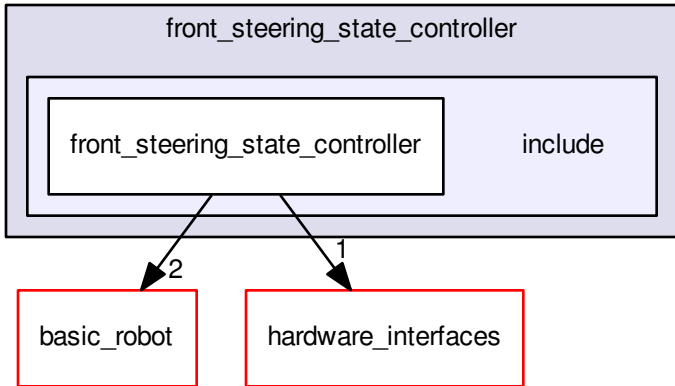 front_steering_state_controller
front_steering_state_controller
include
2
1
basic_robot
hardware_interfaces